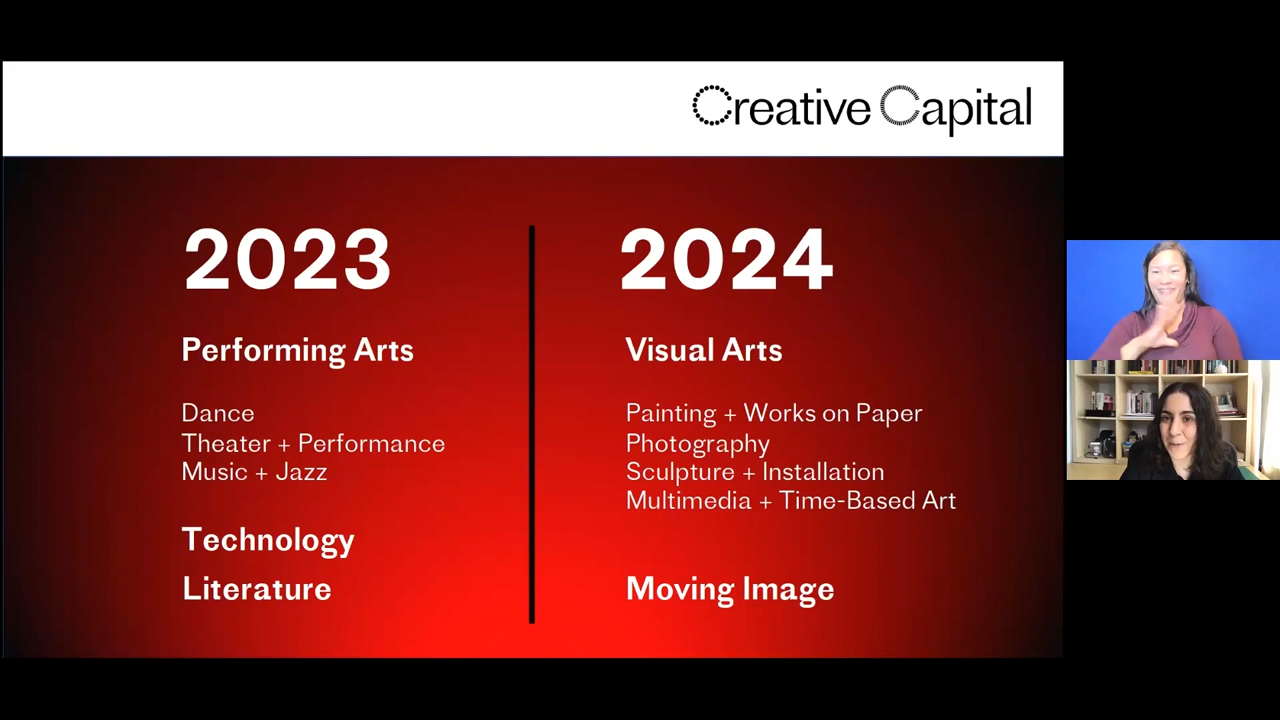 Creative Capital
2023
Performing Arts
Dance
Theater + Performance
Music + Jazz
Technology
Literature
2024
Visual Arts
Painting + Works on Paper
Photography
Sculpture + Installation
Multimedia + Time-Based Art
Moving Image